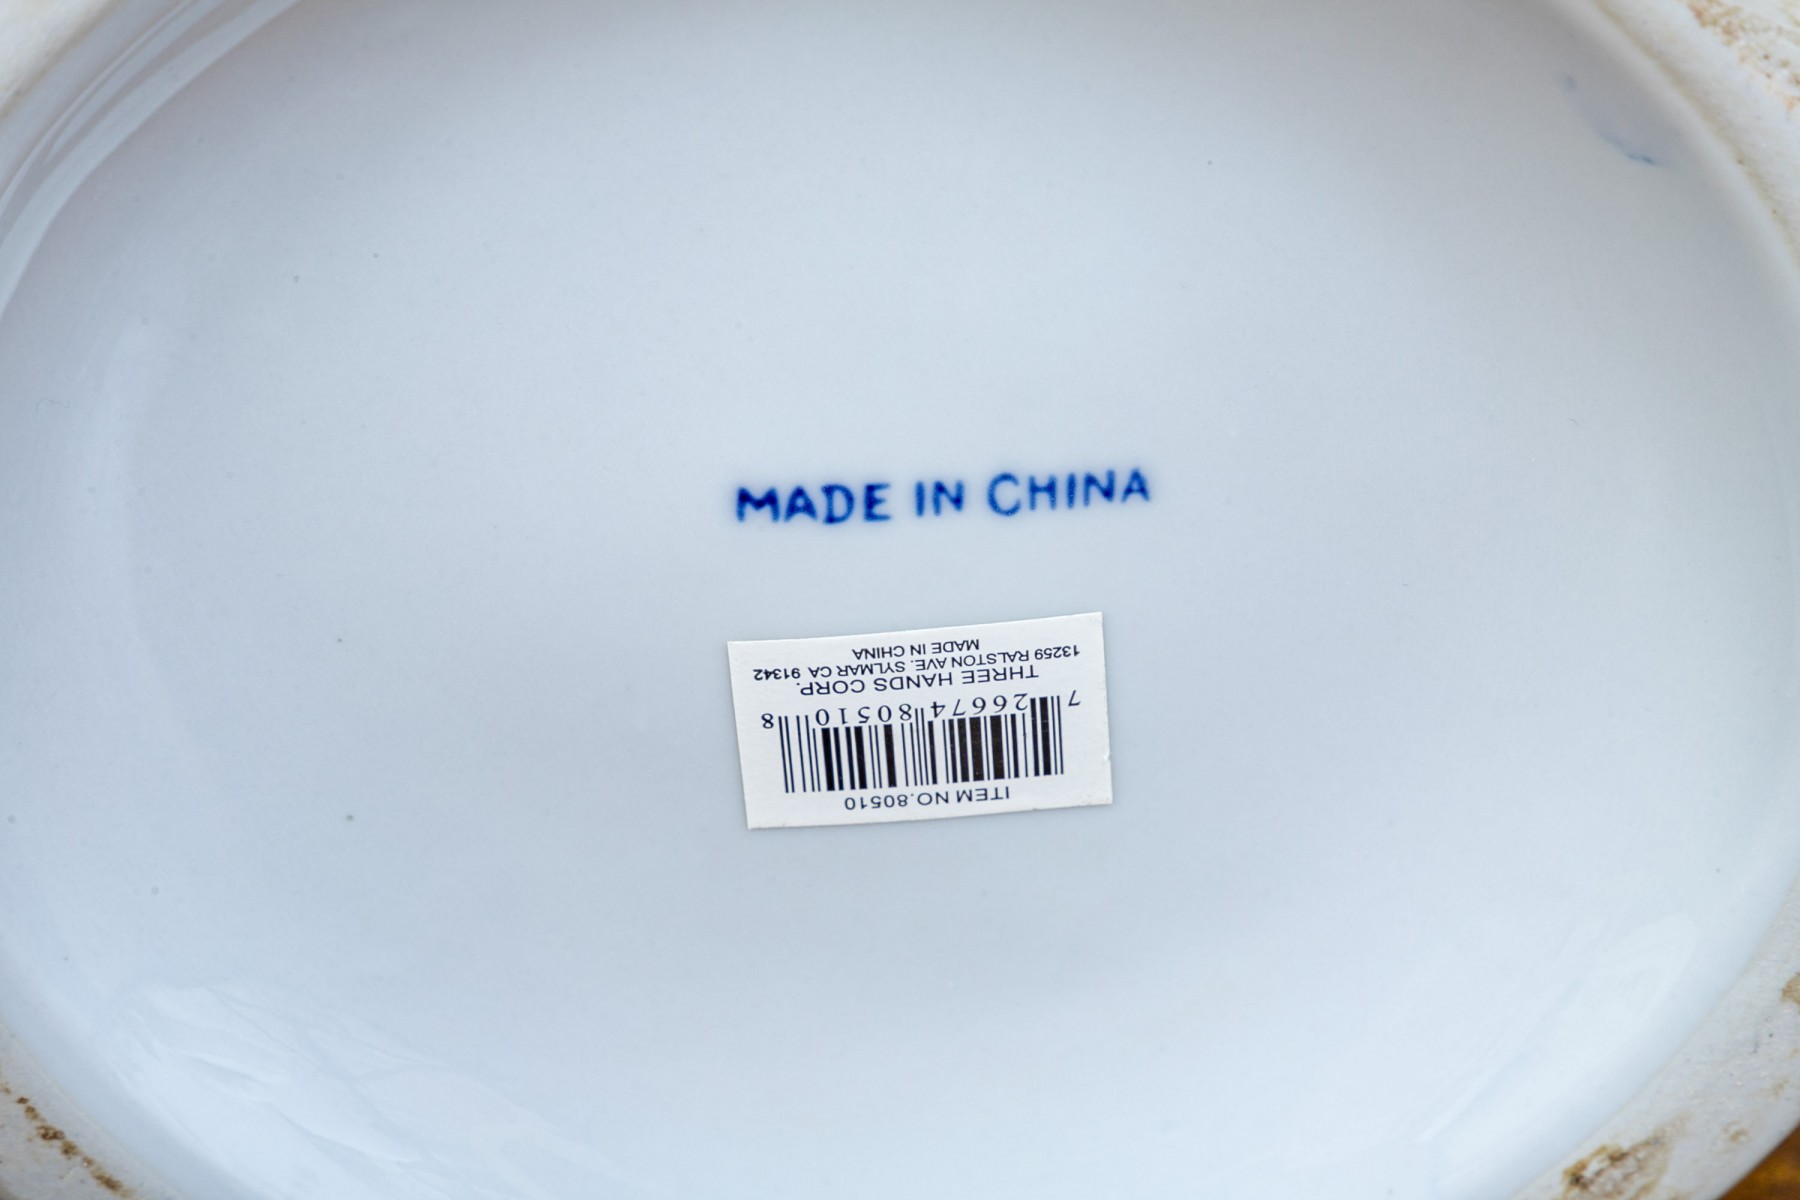 MADE IN CHINA
ITEM NO.80510
7 26674 80510 8
THREE HANDS CORP.
13259 RALSTON AVE. SYLMAR CA 91342
MADE IN CHINA